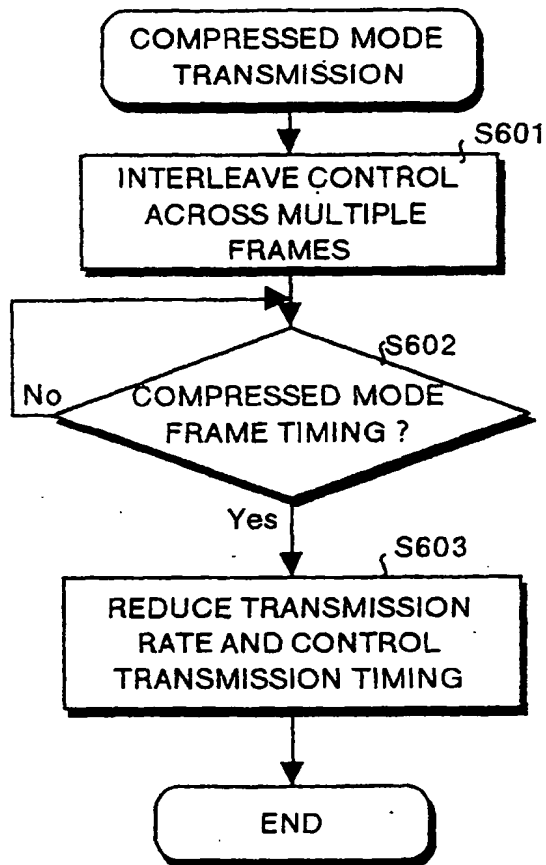 COMPRESSED MODE
TRANSMISSION
S601
INTERLEAVE CONTROL
ACROSS MULTIPLE
FRAMES
S602
No
COMPRESSED MODE
FRAME TIMING ?
Yes
S603
REDUCE TRANSMISSION
RATE AND CONTROL
TRANSMISSION TIMING
END